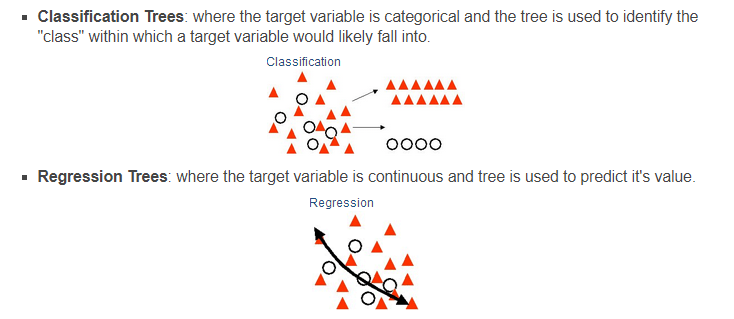 ▪ Classification Trees: where the target variable is categorical and the tree is used to identify the
"class" within which a target variable would likely fall into.
Classification
▪ Regression Trees: where the target variable is continuous and tree is used to predict it's value.
Regression